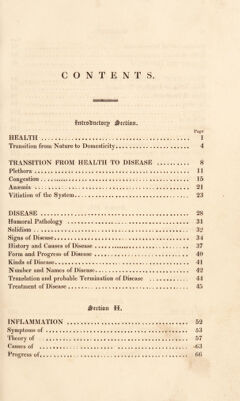 CONTENTS.
Introductory Section.
Page
HEALTH ........................................ 1
Transition from Nature to Domesticity .................... 4
TRANSITION FROM HEALTH TO DISEASE .......... 8
Plethora ........................................ 11
Congestion ........................................ 15
Anæmia ........................................ 21
Vitiation of the System .............................. 23
DISEASE ........................................ 28
Humoral Pathology .............................. 31
Solidism ........................................ 32
Signs of Disease .............................. 34
History and Causes of Disease .................... 37
Form and Progress of Disease .................... 40
Kinds of Disease .............................. 41
Number and Names of Disease .................... 42
Translation and probable Termination of Disease .......... 44
Treatment of Disease .............................. 45
Section II.
INFLAMMATION .............................. 52
Symptoms of .............................. 53
Theory of .............................. 57
Causes of .............................. 63
Progress of .............................. 66